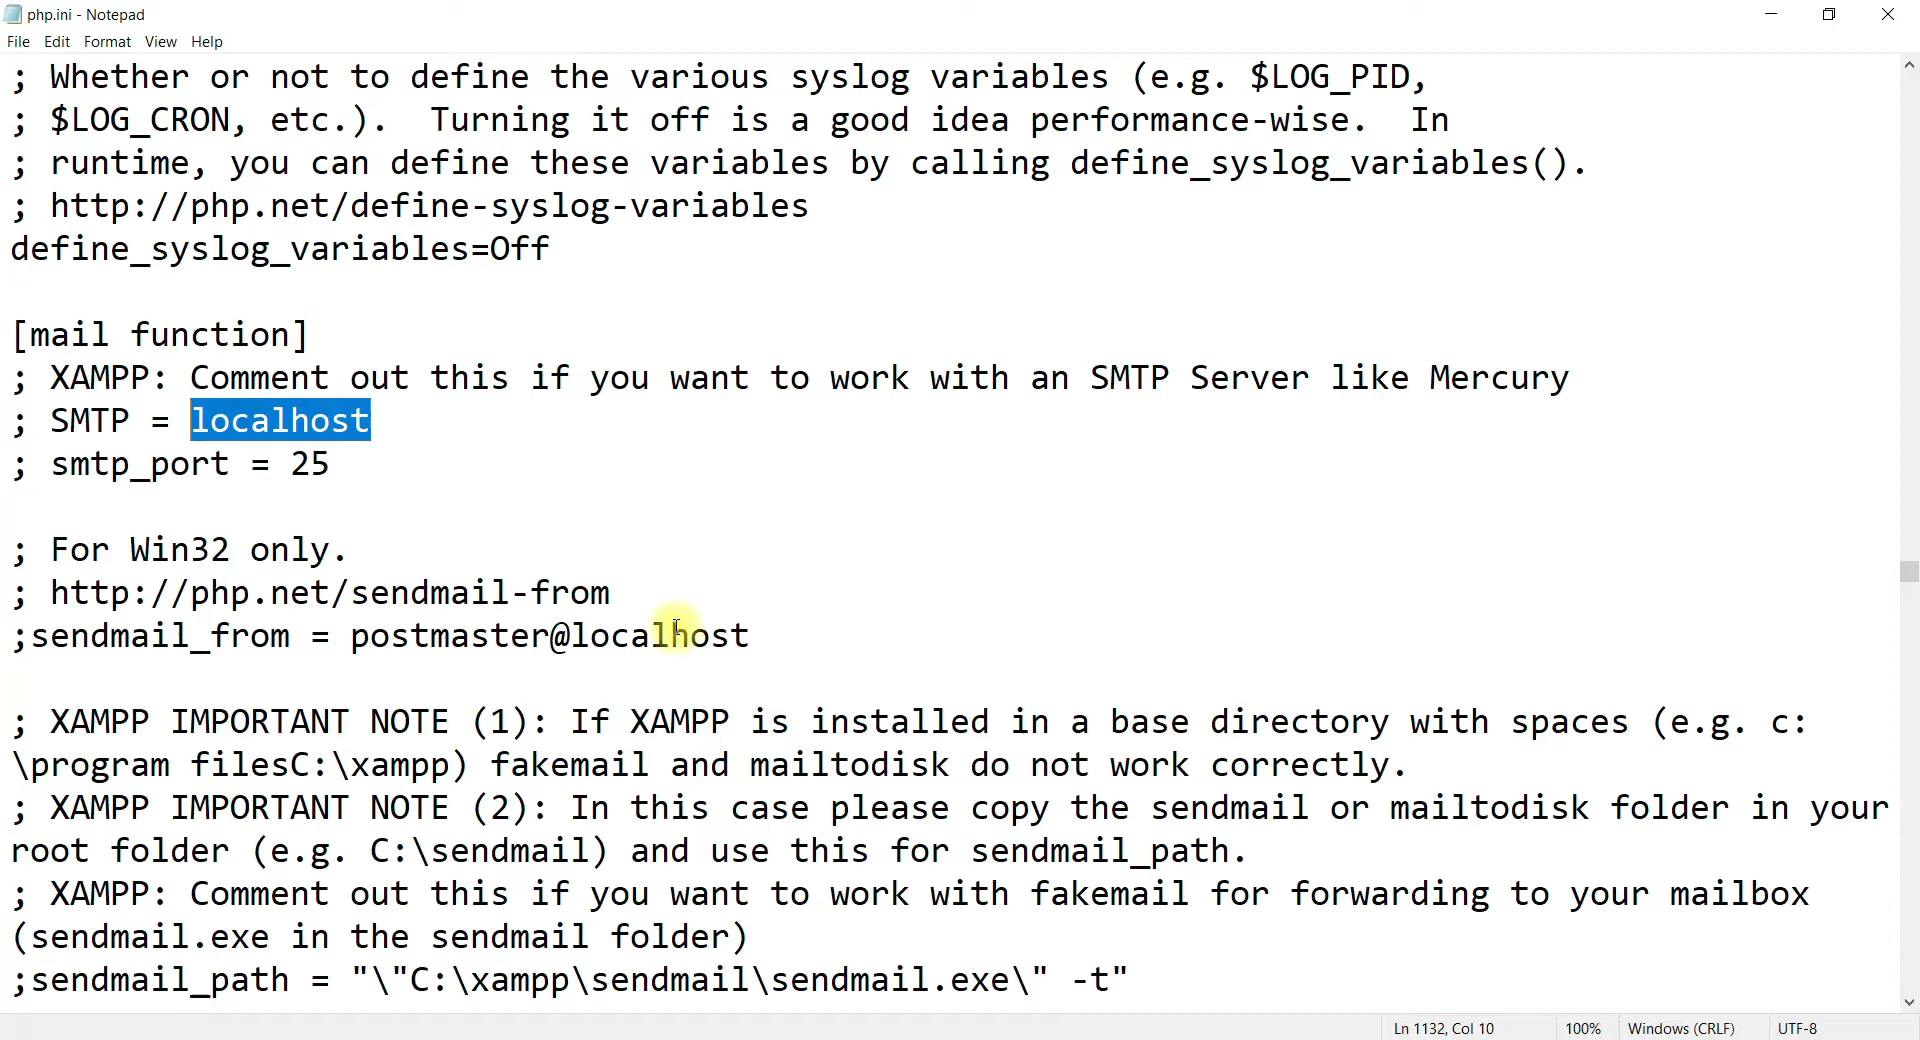 php.ini - Notepad
File Edit Format View Help
; Whether or not to define the various syslog variables (e.g. $LOG_PID,
; $LOG_CRON, etc.).  Turning it off is a good idea performance-wise.  In
; runtime, you can define these variables by calling define_syslog_variables().
; http://php.net/define-syslog-variables
define_syslog_variables=Off
[mail function]
; XAMPP: Comment out this if you want to work with an SMTP Server like Mercury
; SMTP = localhost
; smtp_port = 25
; For Win32 only.
; http://php.net/sendmail-from
;sendmail_from = postmaster@localhost
; XAMPP IMPORTANT NOTE (1): If XAMPP is installed in a base directory with spaces (e.g. c:
\program filesC:\xampp) fakemail and mailtodisk do not work correctly.
; XAMPP IMPORTANT NOTE (2): In this case please copy the sendmail or mailtodisk folder in your
root folder (e.g. C:\sendmail) and use this for sendmail_path.
; XAMPP: Comment out this if you want to work with fakemail for forwarding to your mailbox
(sendmail.exe in the sendmail folder)
;sendmail_path = "\"C:\xampp\sendmail\sendmail.exe\" -t"
Ln 1132, Col 10 100% Windows (CRLF) UTF-8